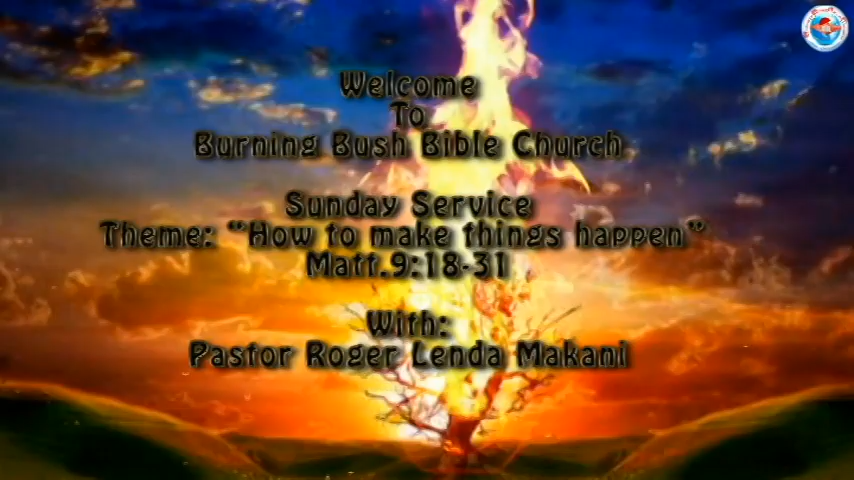 Welcome
To
Burning Bush Bible Church
Sunday Service
Theme: "How to make things happen"
Matt.9:18-31
With:
Pastor Roger Lenda Makani